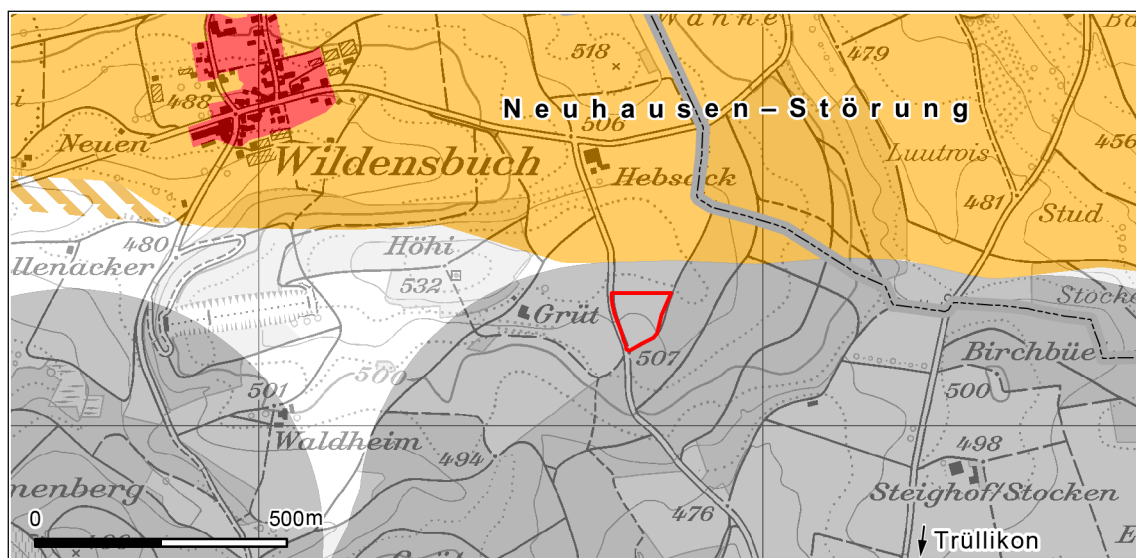 Wanne
518
479
488
Neuhausen–Störung
506
Neuen
Luutrois
456
Wildensbuch
Hebsack
481
Stud
480
Höhi
llenacker
532
Grüt
Stocke
507
Birchbüe
500
501
500
Waldheim
494
498
nenberg
Steighof/Stocken
476
0
500m
E
Trüllikon